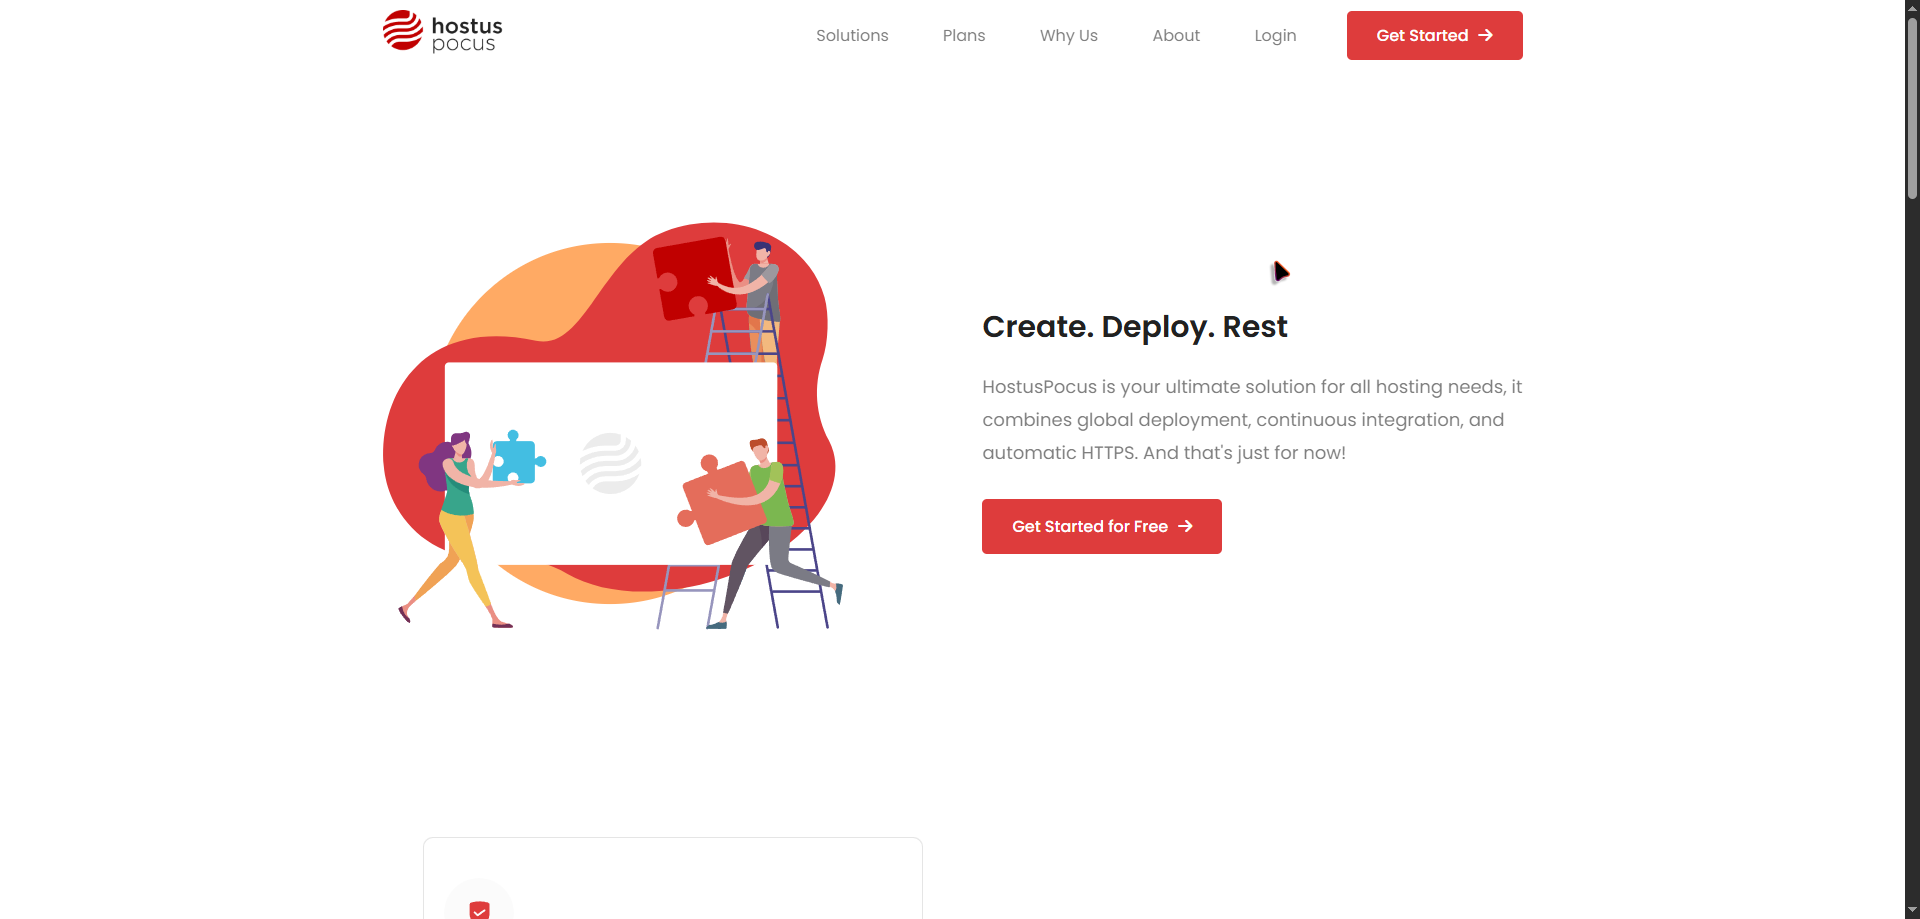 hostus
pocus
Solutions
Plans
Why Us
About
Login
Get Started
Create. Deploy. Rest
HostusPocus is your ultimate solution for all hosting needs, it
combines global deployment, continuous integration, and
automatic HTTPS. And that's just for now!
Get Started for Free